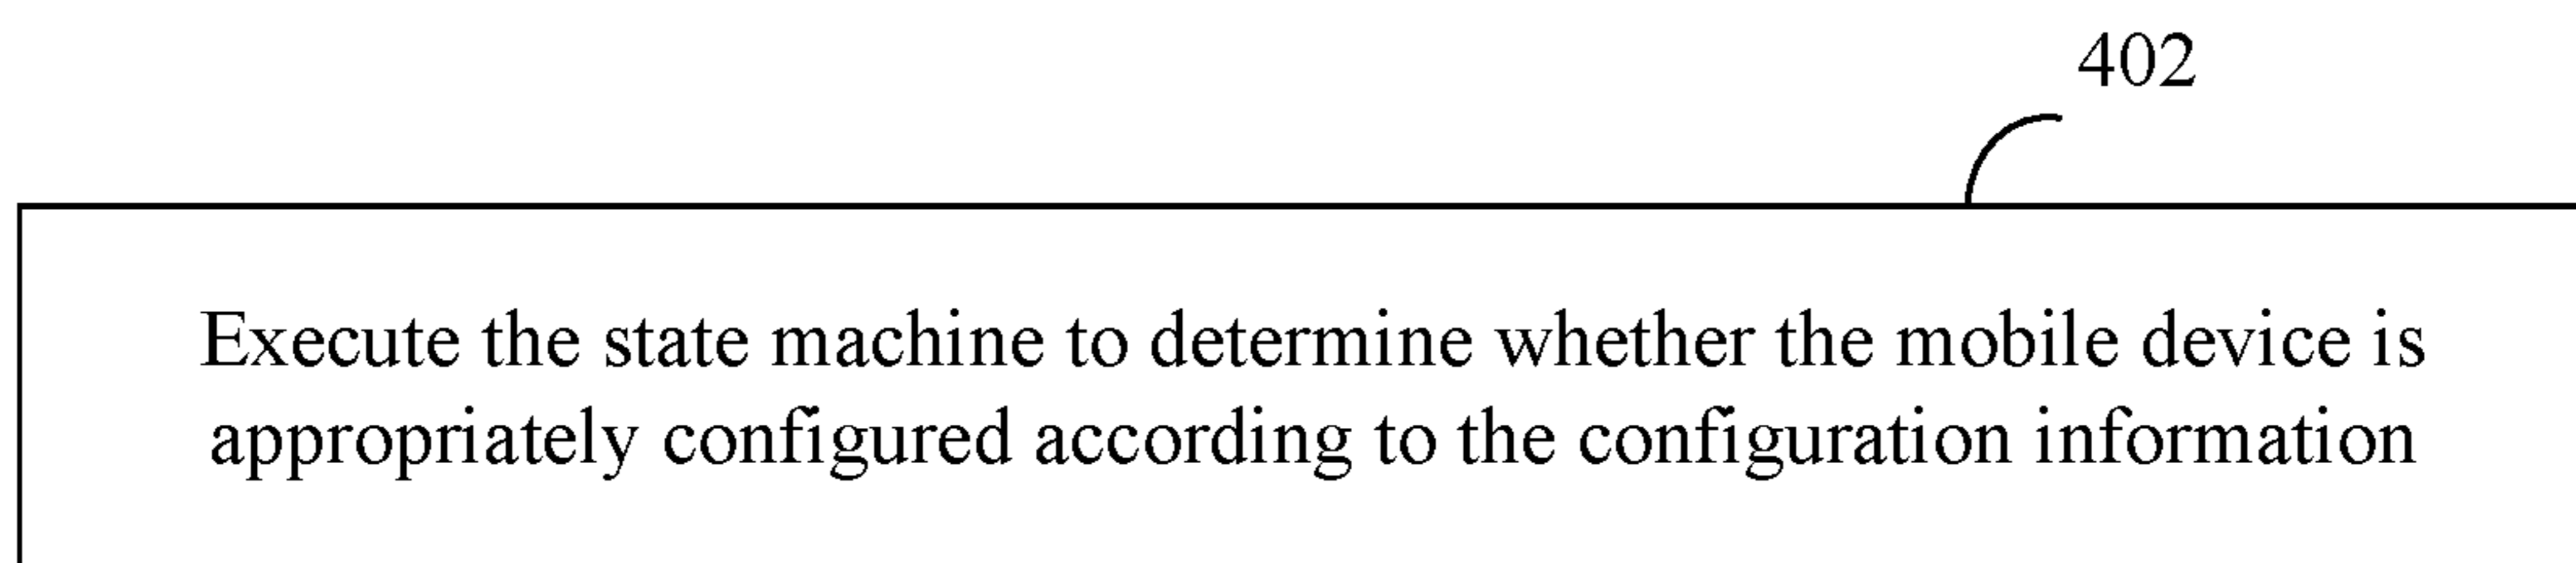 402
Execute the state machine to determine whether the mobile device is
appropriately configured according to the configuration information